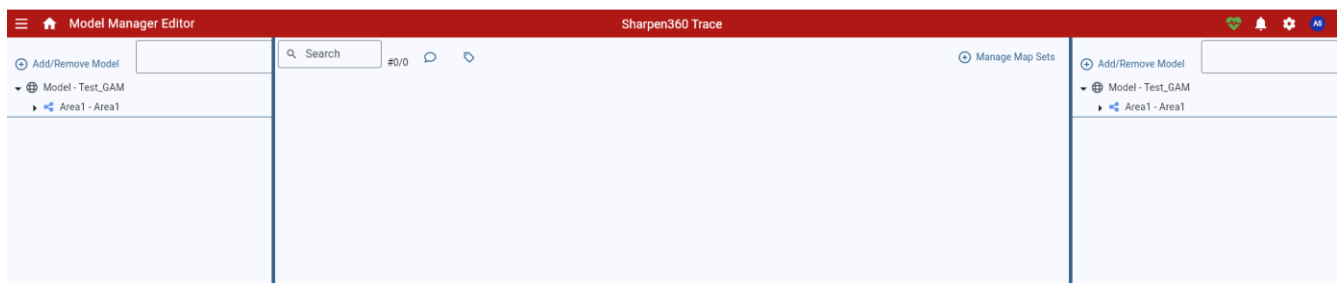 Model Manager Editor
Sharpen360 Trace
AS
Add/Remove Model
Model - Test_GAM
Area1 - Area1
Search
#0/0
Manage Map Sets
Add/Remove Model
Model - Test_GAM
Area1 - Area1